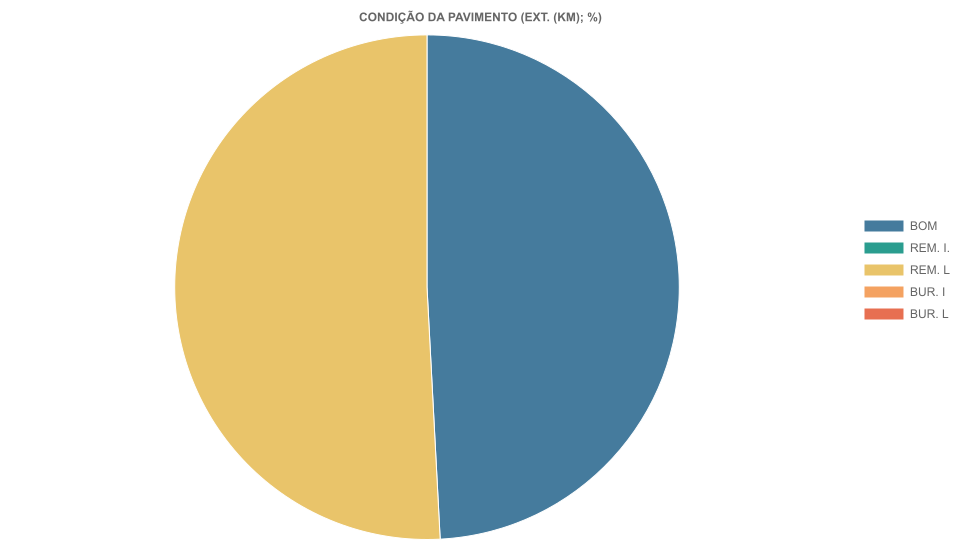 CONDIÇÃO DA PAVIMENTO (EXT. (KM); %)
BOM
REM. I.
REM. L
BUR. I
BUR. L